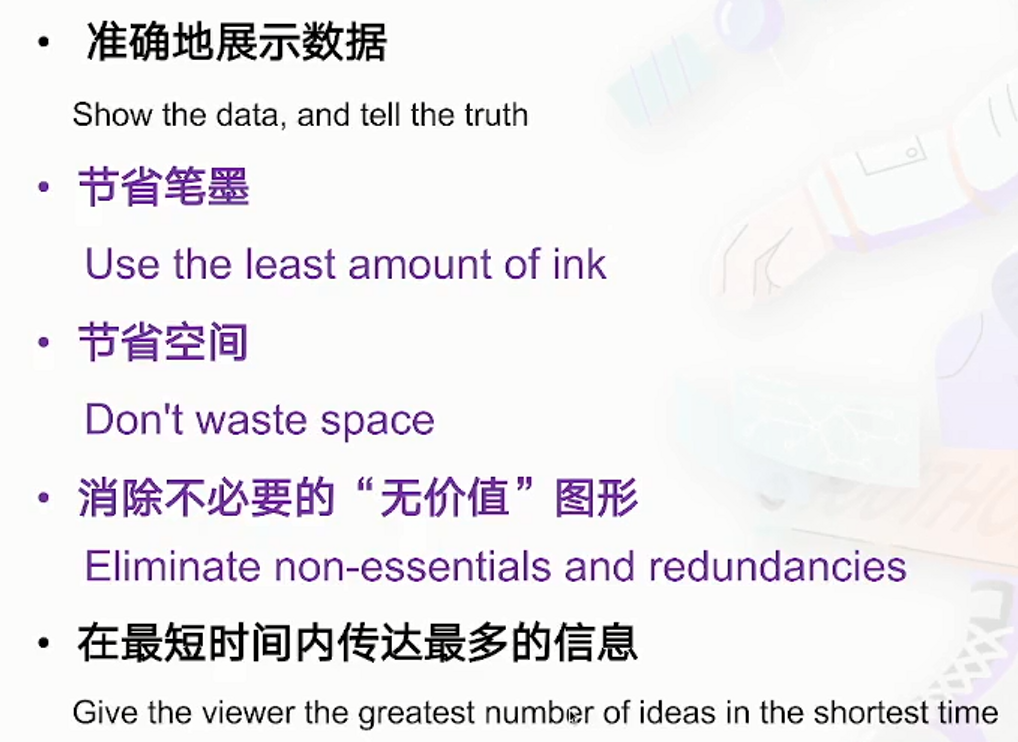 • 准确地展示数据
Show the data, and tell the truth
• 节省笔墨
Use the least amount of ink
• 节省空间
Don't waste space
• 消除不必要的“无价值”图形
Eliminate non-essentials and redundancies
• 在最短时间内传达最多的信息
Give the viewer the greatest number of ideas in the shortest time